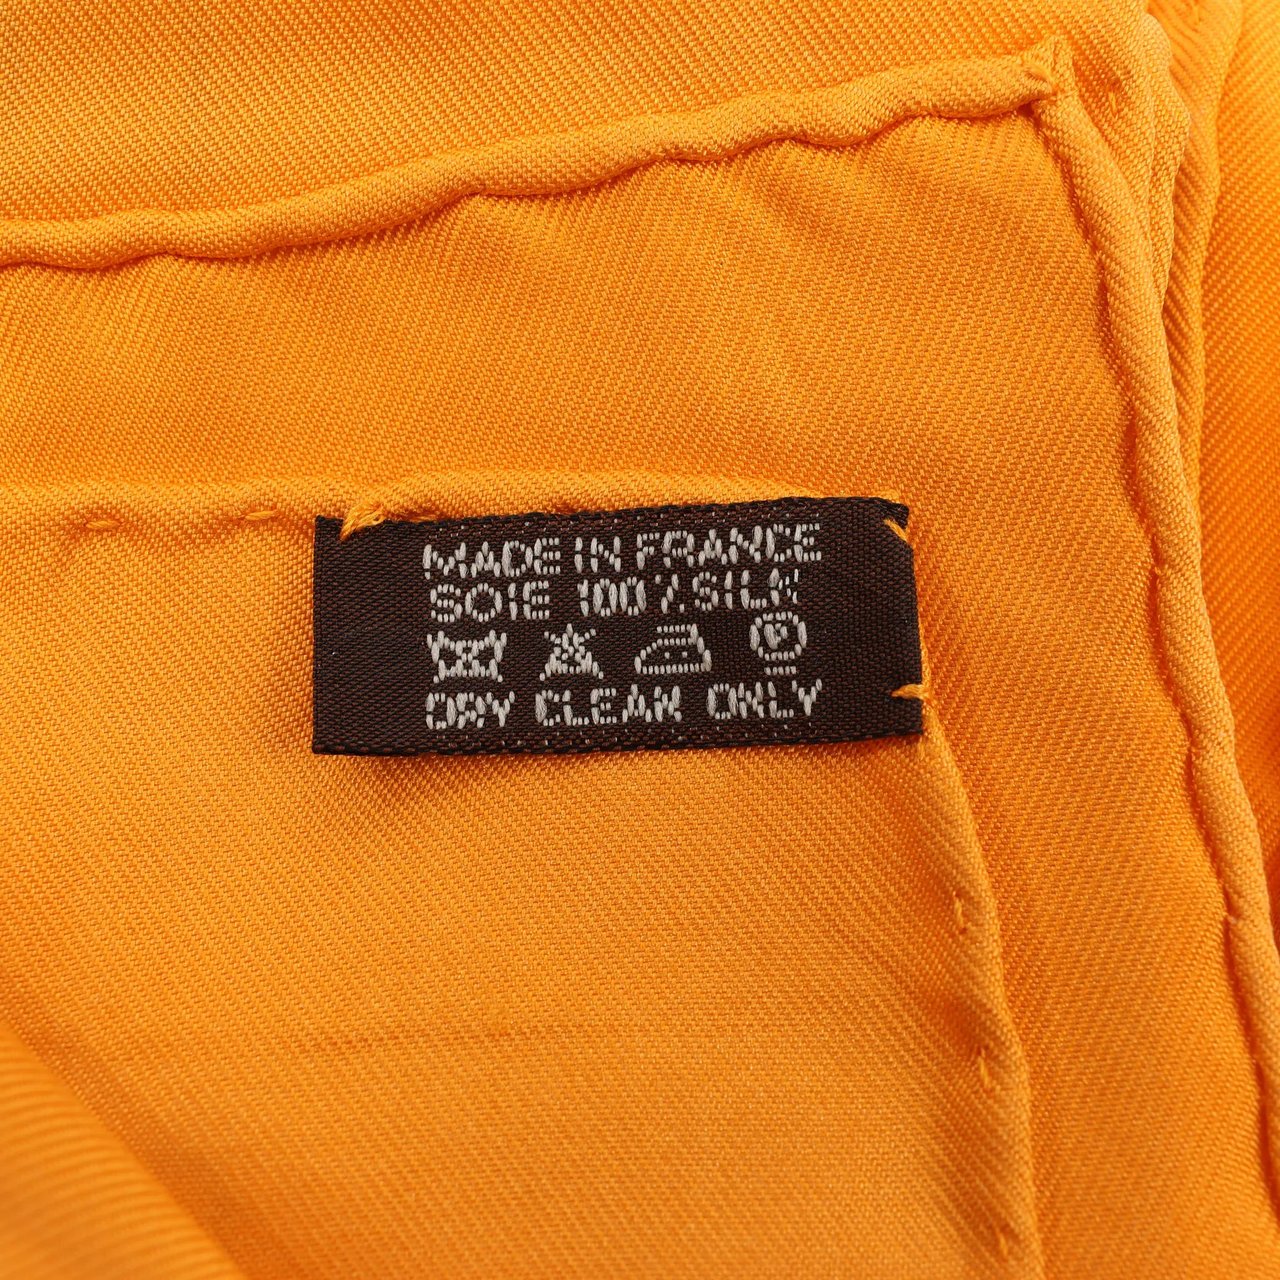 MADE IN FRANCE
SOIE 100% SILK
P
DRY CLEAN ONLY